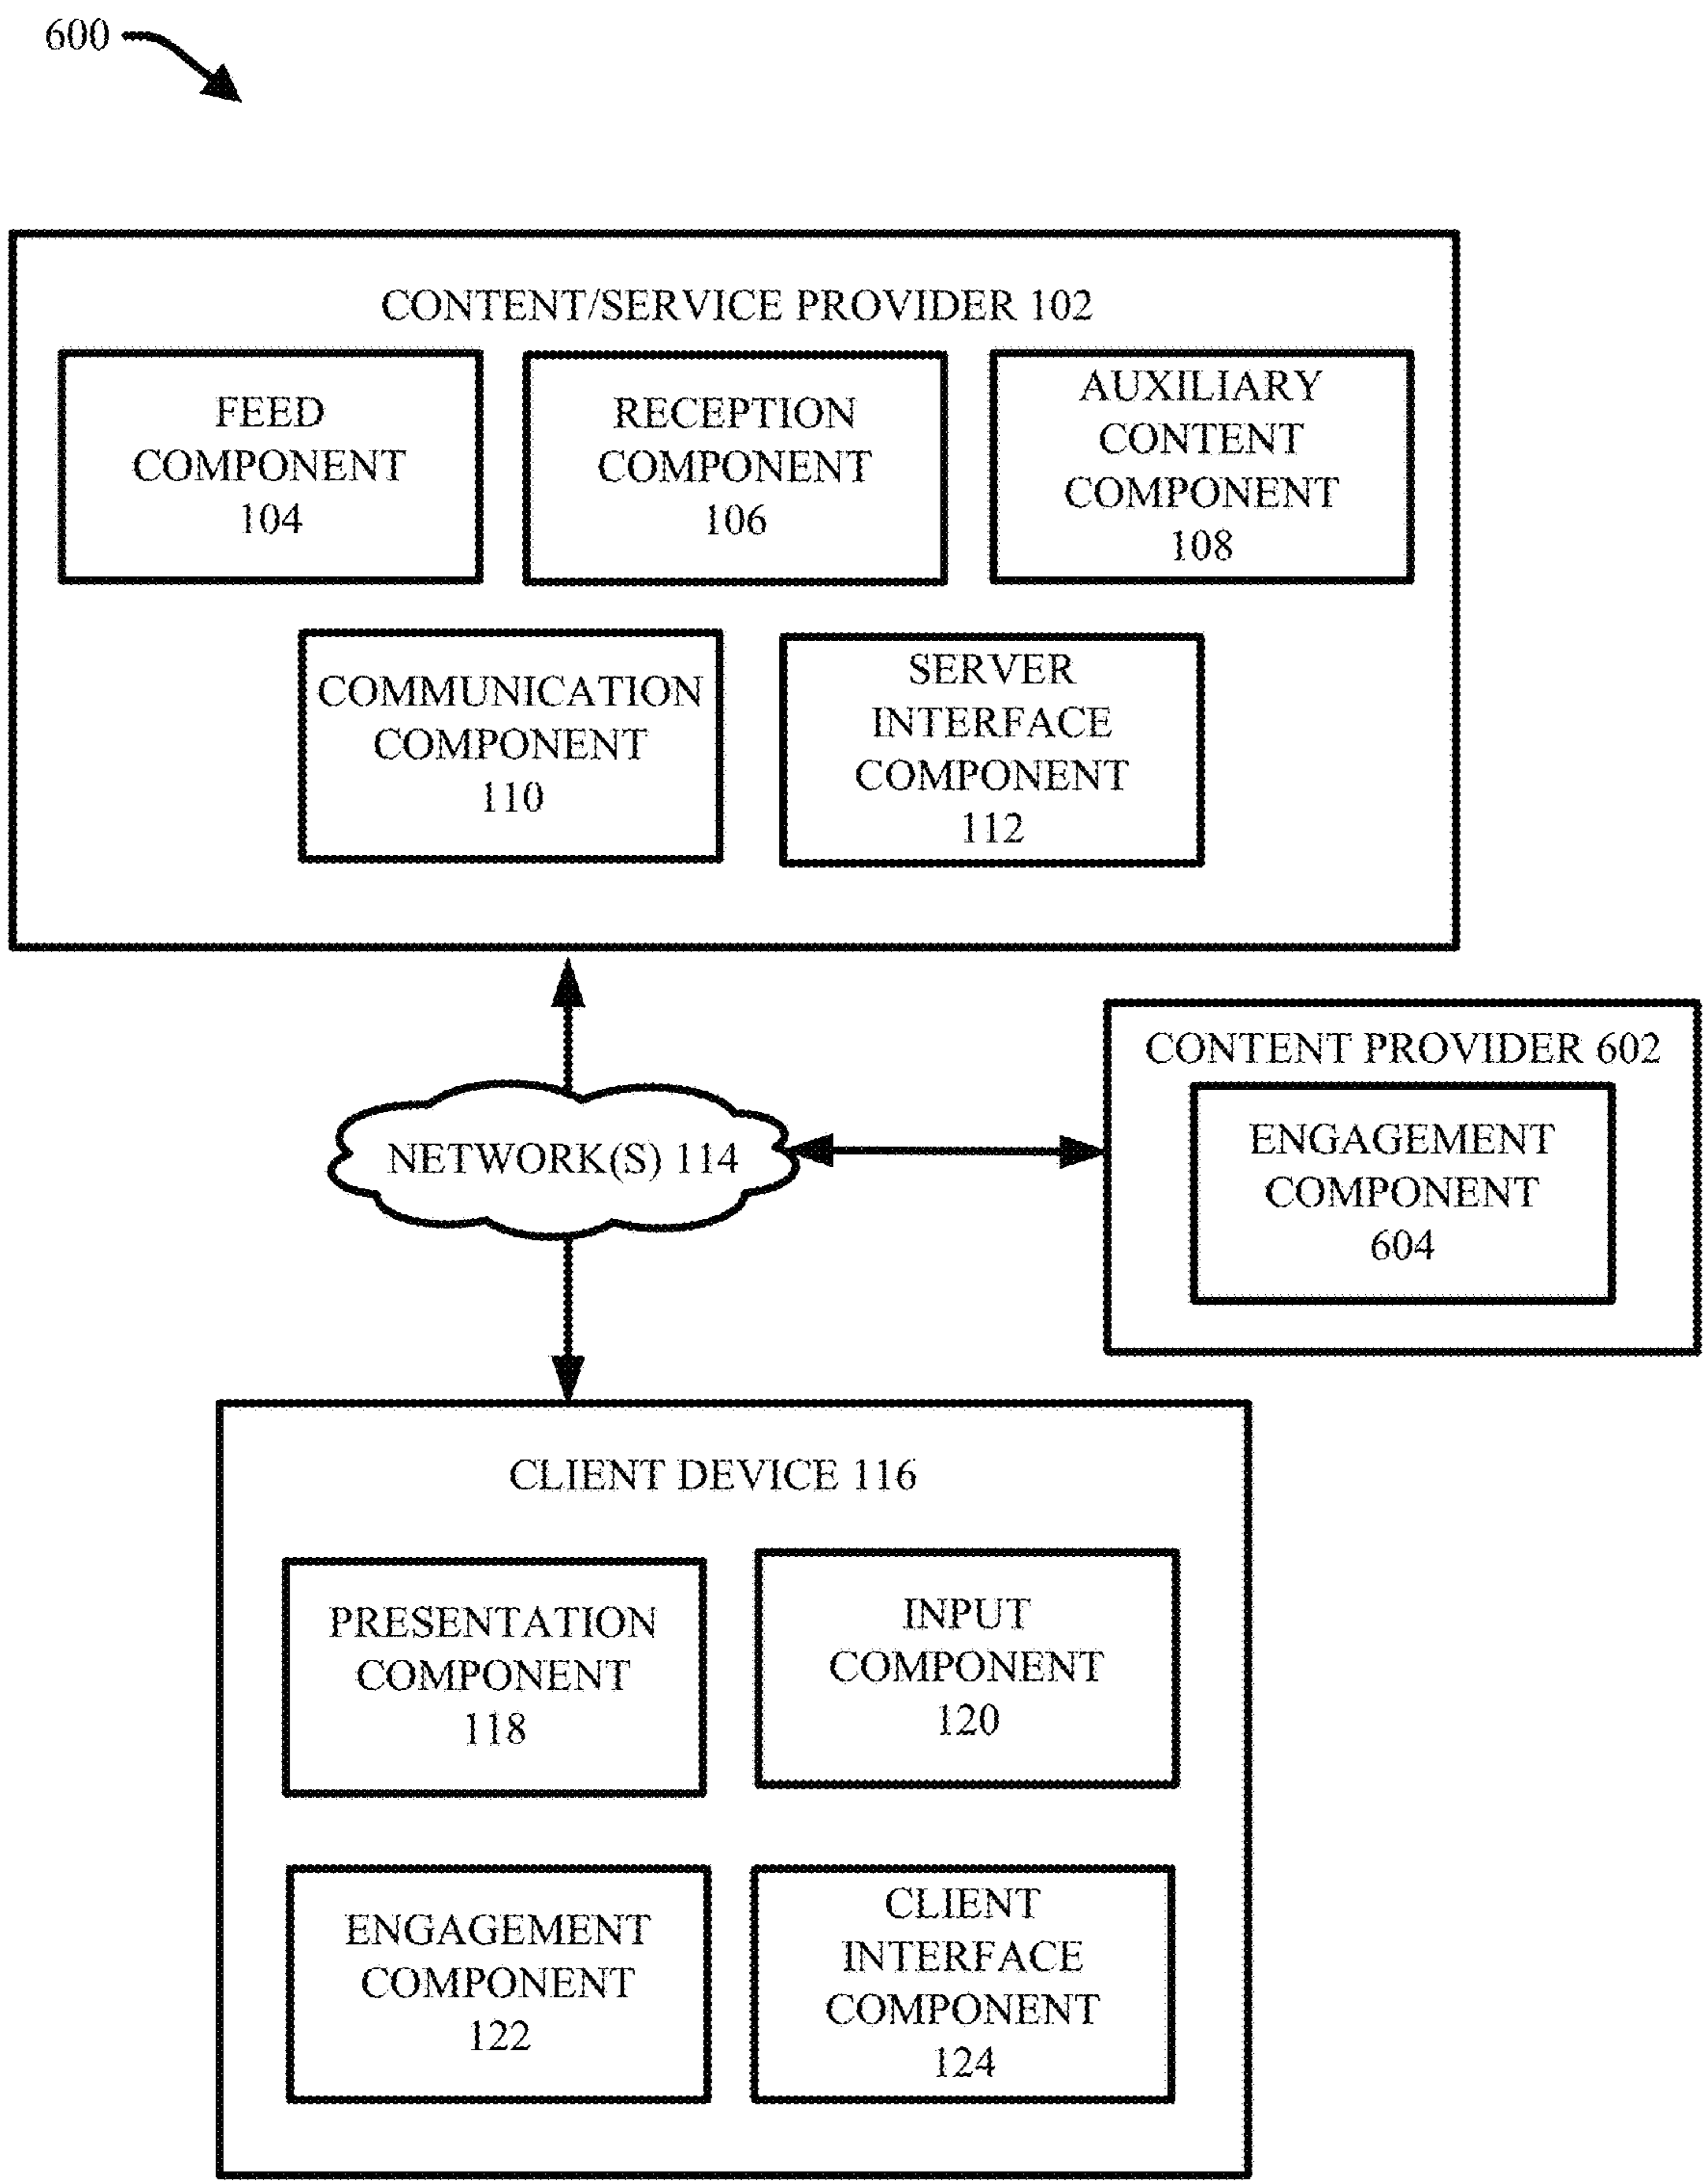 600
CONTENT/SERVICE PROVIDER 102
FEED
COMPONENT
104
RECEPTION
COMPONENT
106
AUXILIARY
CONTENT
COMPONENT
108
COMMUNICATION
COMPONENT
110
SERVER
INTERFACE
COMPONENT
112
NETWORK(S) 114
CONTENT PROVIDER 602
ENGAGEMENT
COMPONENT
604
CLIENT DEVICE 116
PRESENTATION
COMPONENT
118
INPUT
COMPONENT
120
ENGAGEMENT
COMPONENT
122
CLIENT
INTERFACE
COMPONENT
124